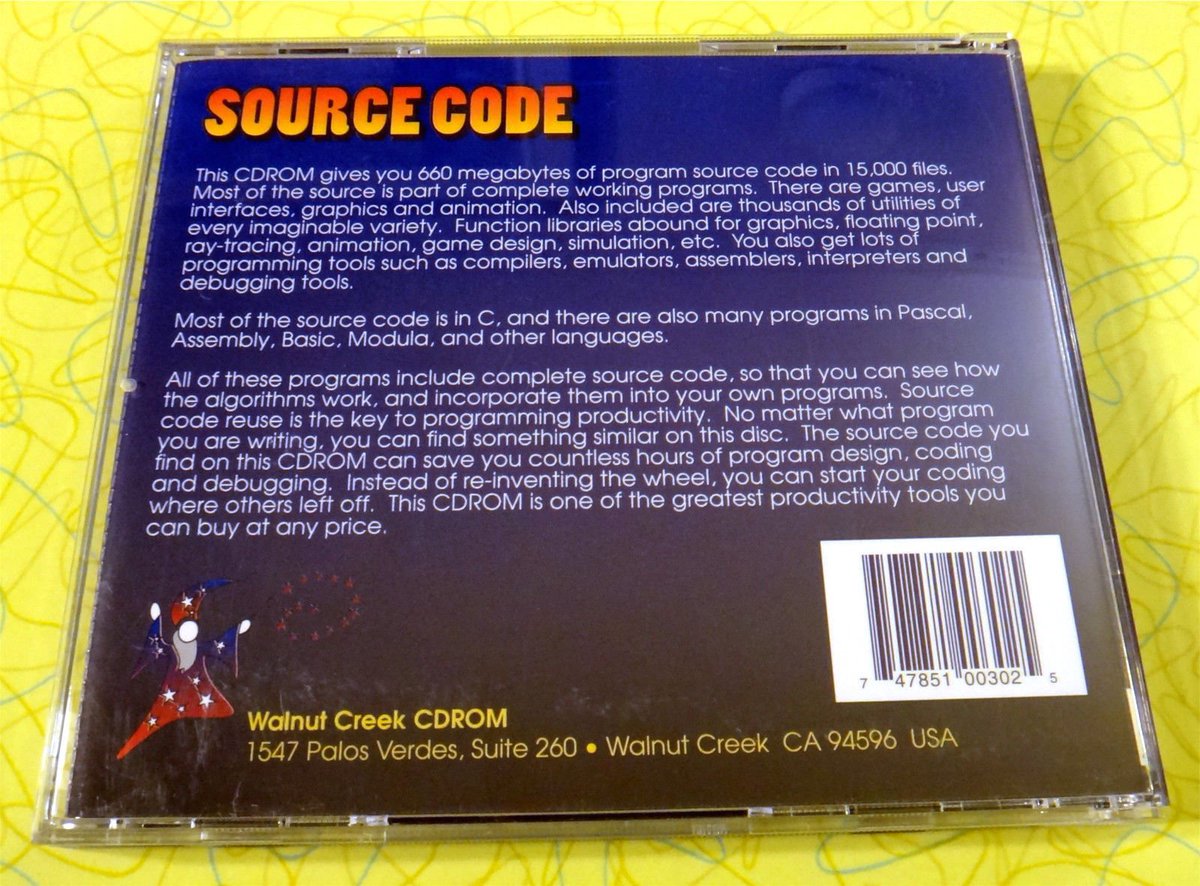 SOURCE CODE
This CDROM gives you 660 megabytes of program source code in 15,000 files.
Most of the source is part of complete working programs. There are games, user
interfaces, graphics and animation. Also included are thousands of utilities of
every imaginable variety. Function libraries abound for graphics, floating point,
ray-tracing, animation, game design, simulation, etc. You also get lots of
programming tools such as compilers, emulators, assemblers, interpreters and
debugging tools.
Most of the source code is in C, and there are also many programs in Pascal,
Assembly, Basic, Modula, and other languages.
All of these programs include complete source code, so that you can see how
the algorithms work, and incorporate them into your own programs. Source
code reuse is the key to programming productivity. No matter what program
you are writing, you can find something similar on this disc. The source code you
find on this CDROM can save you countless hours of program design, coding
and debugging. Instead of re-inventing the wheel, you can start your coding
where others left off. This CDROM is one of the greatest productivity tools you
can buy at any price.
7 47851 00302 5
Walnut Creek CDROM
1547 Palos Verdes, Suite 260 • Walnut Creek CA 94596 USA